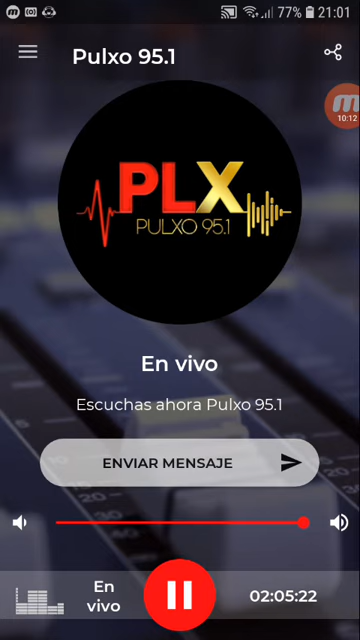 77% 21:01
Pulxo 95.1
10:12
PLX
PULXO 95.1
En vivo
Escuchas ahora Pulxo 95.1
ENVIAR MENSAJE
En
vivo
02:05:22